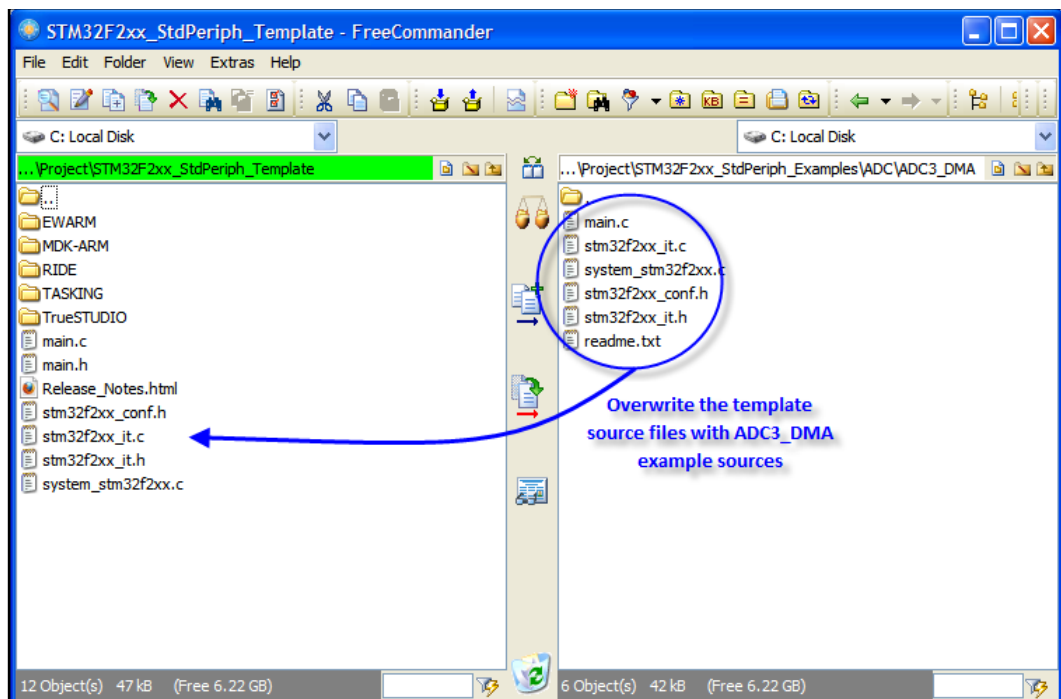 STM32F2xx_StdPeriph_Template - FreeCommander
File Edit Folder View Extras Help
KB
C: Local Disk
C: Local Disk
...\Project\STM32F2xx_StdPeriph_Template
...\Project\STM32F2xx_StdPeriph_Examples\ADC\ADC3_DMA
..
EWARM
MDK-ARM
RIDE
TASKING
TrueSTUDIO
main.c
main.h
Release_Notes.html
stm32f2xx_conf.h
stm32f2xx_it.c
stm32f2xx_it.h
system_stm32f2xx.c
..
main.c
stm32f2xx_it.c
system_stm32f2xx.c
stm32f2xx_conf.h
stm32f2xx_it.h
readme.txt
Overwrite the template
source files with ADC3_DMA
example sources
12 Object(s) 47 kB (Free 6.22 GB)
6 Object(s) 42 kB (Free 6.22 GB)